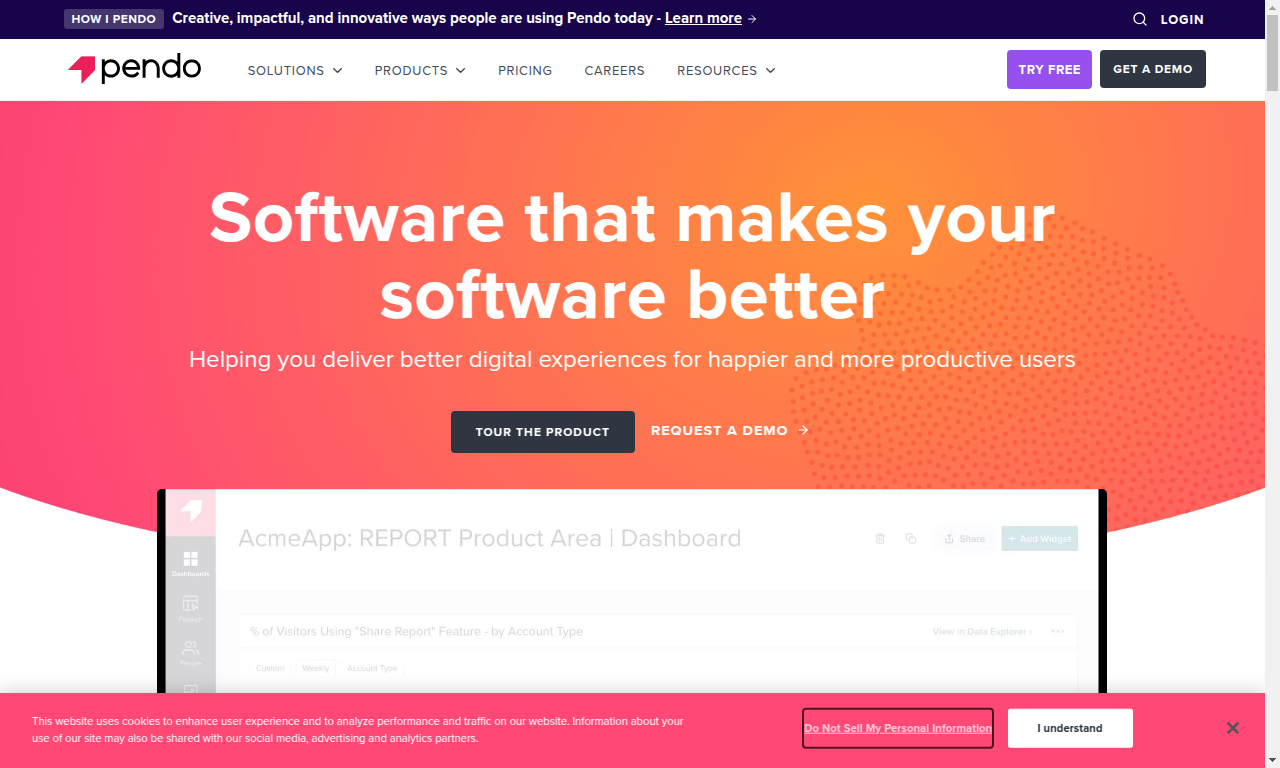 HOW I PENDO Creative, impactful, and innovative ways people are using Pendo today - Learn more → LOGIN
pendo SOLUTIONS PRODUCTS PRICING CAREERS RESOURCES TRY FREE GET A DEMO
Software that makes your
software better
Helping you deliver better digital experiences for happier and more productive users
TOUR THE PRODUCT REQUEST A DEMO →
AcmeApp: REPORT Product Area | Dashboard Share + Add Widget
Dashboards
Product
% of Visitors Using "Share Report" Feature - by Account Type View in Data Explorer ›
People
Custom Weekly Account Type
This website uses cookies to enhance user experience and to analyze performance and traffic on our website. Information about your
use of our site may also be shared with our social media, advertising and analytics partners.
Do Not Sell My Personal Information I understand